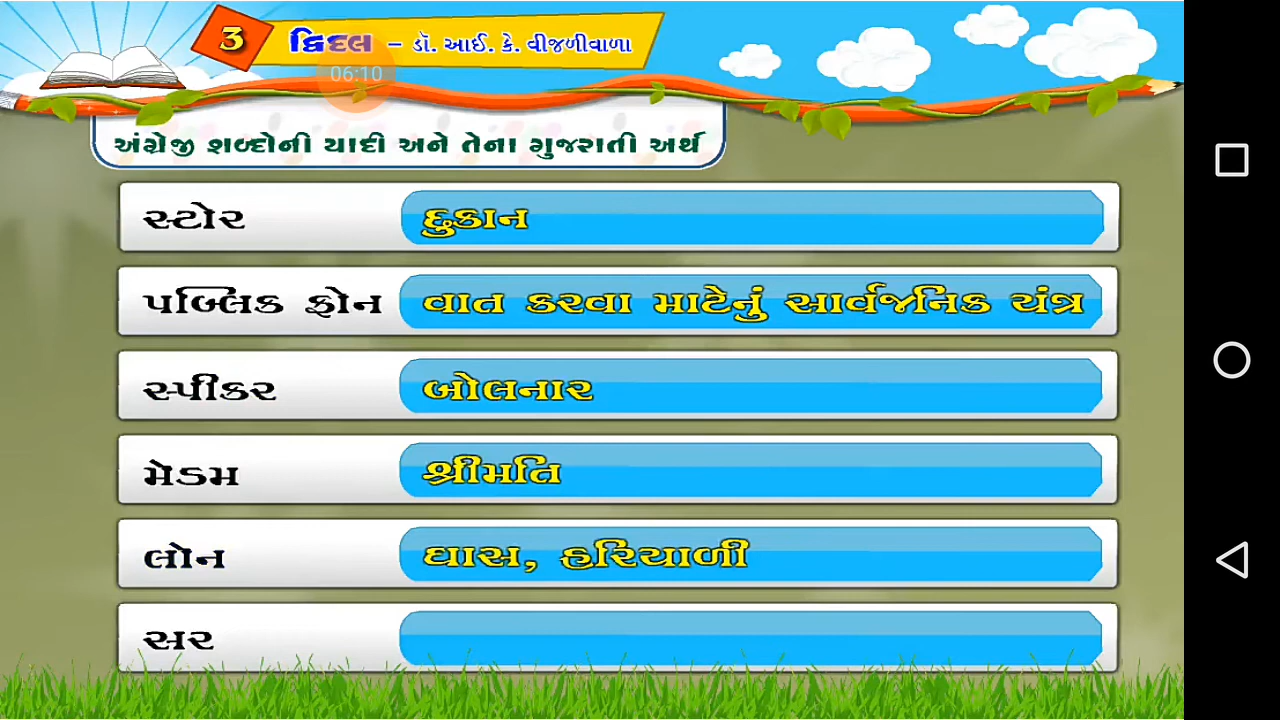 3 દ્વિદલ – ડૉ. આઈ. કે. વીજળીવાળા
06:10
અંગ્રેજી શબ્દોની યાદી અને તેના ગુજરાતી અર્થ
સ્ટોર દુકાન
પબ્લિક ફોન વાત કરવા માટેનું સાર્વજનિક યંત્ર
સ્પીકર બોલનાર
મેડમ શ્રીમતિ
લોન ઘાસ, હરિયાળી
સર